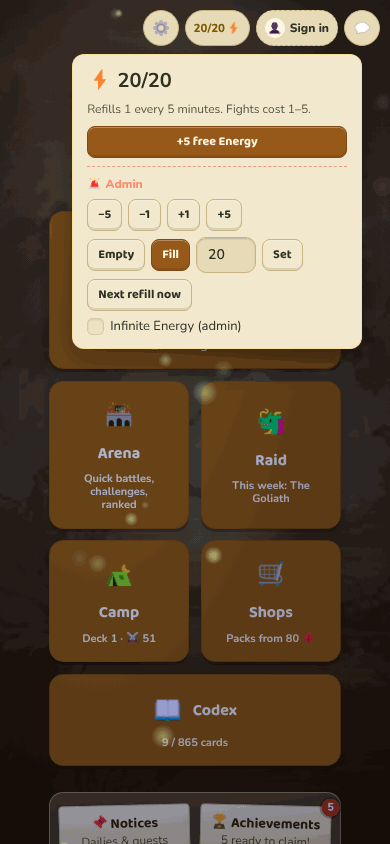 20/20
Sign in
20/20
Refills 1 every 5 minutes. Fights cost 1–5.
+5 free Energy
Admin
−5
−1
+1
+5
Empty
Fill
20
Set
Next refill now
Infinite Energy (admin)
Arena
Quick battles,
challenges,
ranked
Raid
This week: The
Goliath
Camp
Deck 1 · 51
Shops
Packs from 80
Codex
9 / 865 cards
5
Notices
Dailies & quests
Achievements
5 ready to claim!